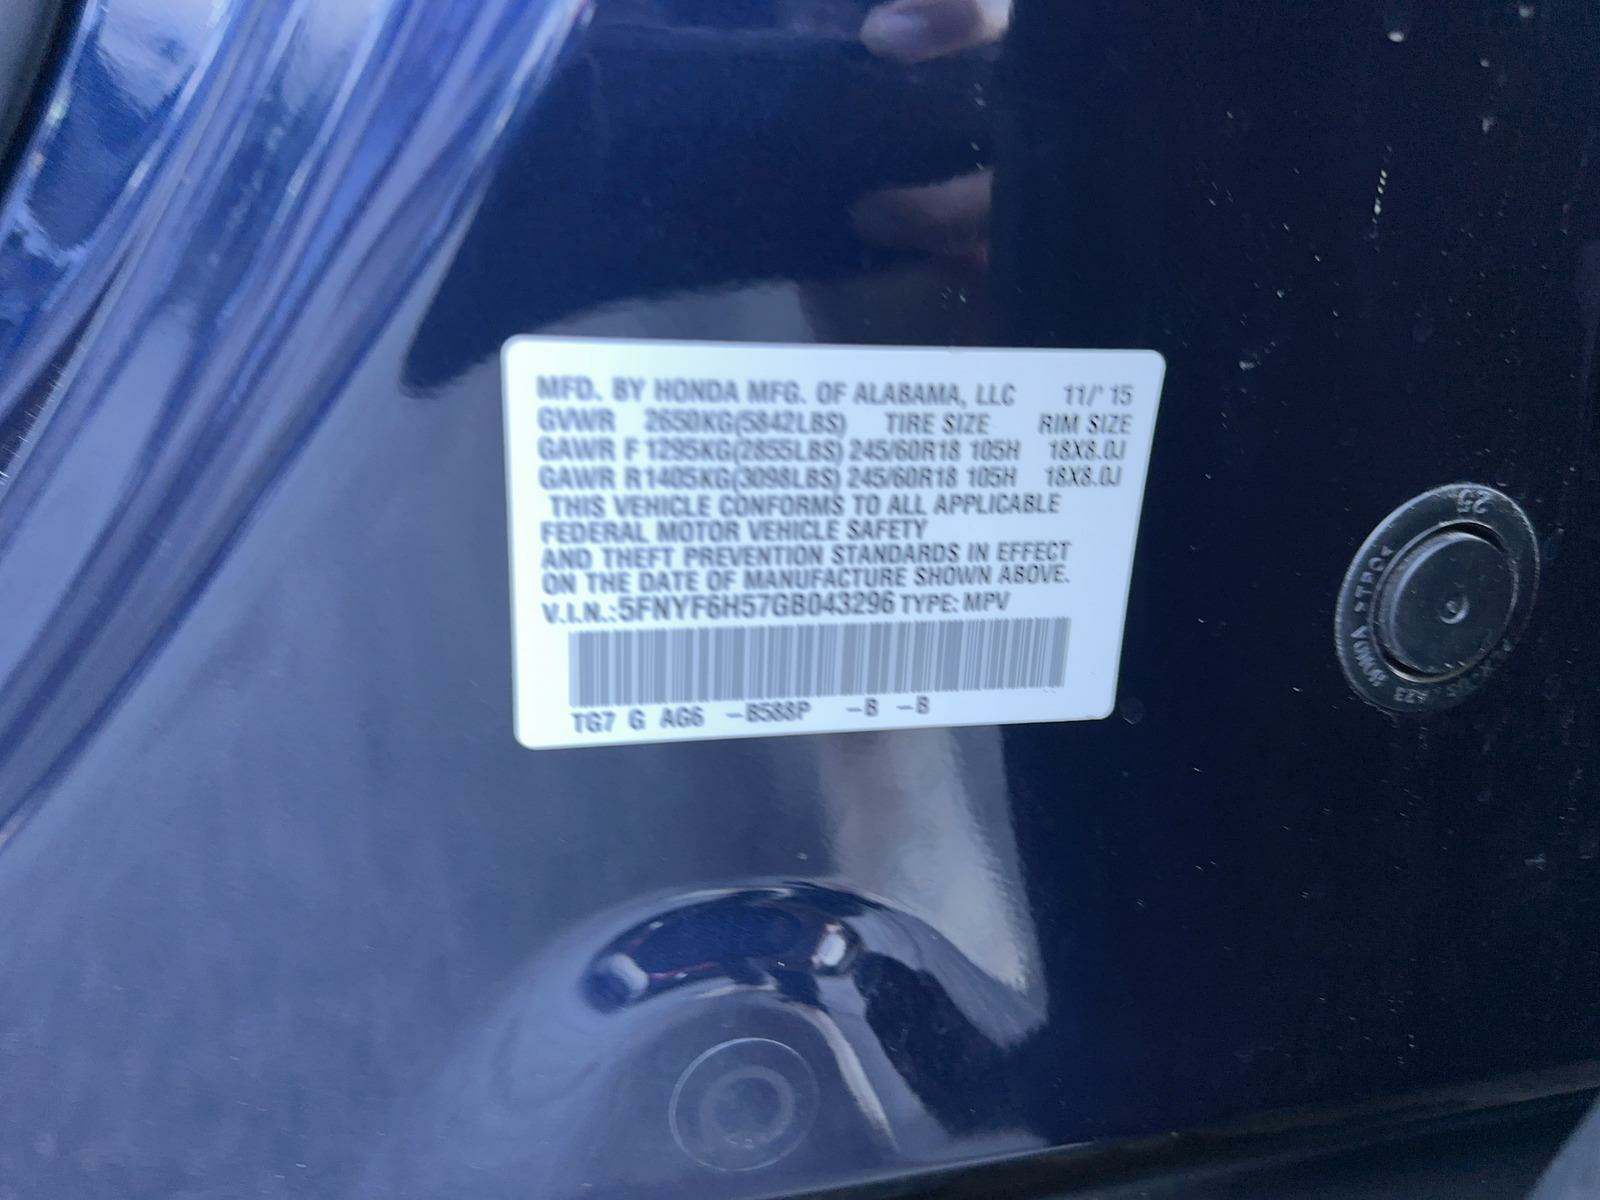 MFD. BY HONDA MFG. OF ALABAMA, LLC 11/'15
GVWR 2650KG(5842LBS) TIRE SIZE RIM SIZE
GAWR F 1295KG(2855LBS) 245/60R18 105H 18X8.0J
GAWR R1405KG(3098LBS) 245/60R18 105H 18X8.0J
THIS VEHICLE CONFORMS TO ALL APPLICABLE
FEDERAL MOTOR VEHICLE SAFETY
AND THEFT PREVENTION STANDARDS IN EFFECT
ON THE DATE OF MANUFACTURE SHOWN ABOVE.
V.I.N.:5FNYF6H57GB043296 TYPE: MPV
TG7 G AG6 -B588P -B -B
25